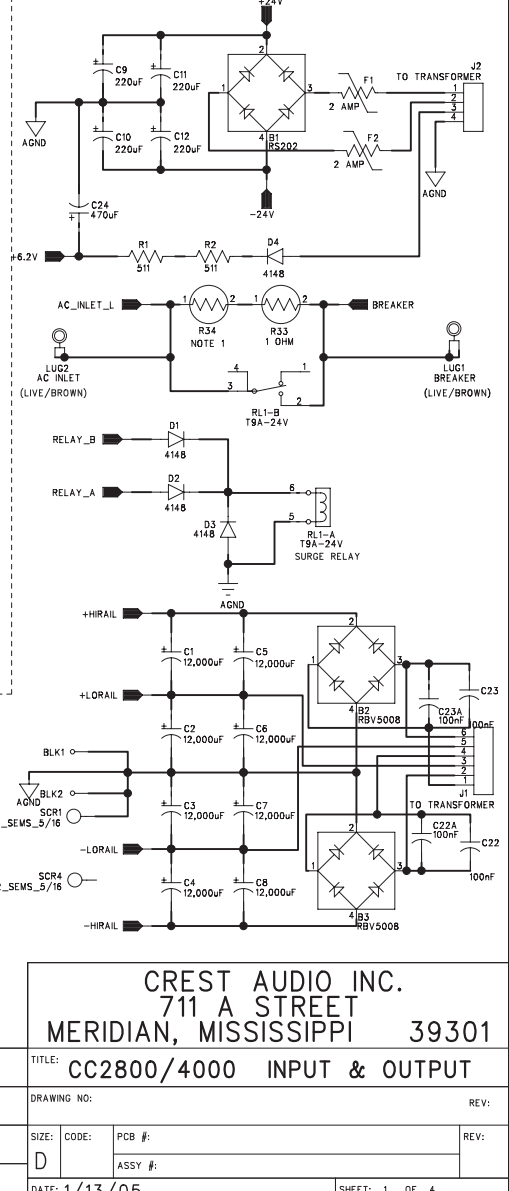 +24V
2
C9
220uF
C11
220uF
1
3
F1
2 AMP
J2
TO TRANSFORMER
1
2
3
4
AGND
C10
220uF
C12
220uF
4
B1
RS202
F2
2 AMP
AGND
-24V
C24
470uF
+6.2V
R1
511
R2
511
D4
4148
AC_INLET_L
1
2
1
2
BREAKER
R34
NOTE 1
R33
1 OHM
LUG2
AC INLET
(LIVE/BROWN)
LUG1
BREAKER
(LIVE/BROWN)
4
1
3
2
RL1-B
T9A-24V
RELAY_B
D1
4148
RELAY_A
D2
4148
6
5
D3
4148
RL1-A
T9A-24V
SURGE RELAY
AGND
+HIRAIL
2
C1
12,000uF
C5
12,000uF
1
3
+LORAIL
4
B2
RBV5008
C23A
100nF
C23
100nF
C2
12,000uF
C6
12,000uF
6
5
4
3
2
1
BLK1
BLK2
AGND
J1
TO TRANSFORMER
SCR1
_SEMS_5/16
C3
12,000uF
C7
12,000uF
2
C22A
100nF
C22
100nF
-LORAIL
1
3
SCR4
_SEMS_5/16
C4
12,000uF
C8
12,000uF
4
B3
RBV5008
-HIRAIL
CREST AUDIO INC.
711 A STREET
MERIDIAN, MISSISSIPPI 39301
TITLE: CC2800/4000 INPUT & OUTPUT
DRAWING NO:
REV:
SIZE: CODE: PCB #: REV:
D
ASSY #:
DATE: 1/13/05 SHEET: 1 OF 4